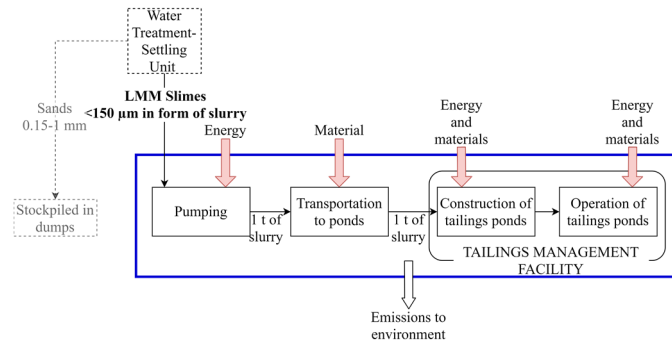 Water
Treatment-
Settling
Unit
LMM Slimes
<150 µm in form of slurry
Sands
0.15-1 mm
Stockpiled in
dumps
Energy
Material
Energy
and
materials
Energy
and
materials
Pumping
1 t of
slurry
Transportation
to ponds
1 t of
slurry
Construction of
tailings ponds
Operation of
tailings ponds
TAILINGS MANAGEMENT
FACILITY
Emissions to
environment